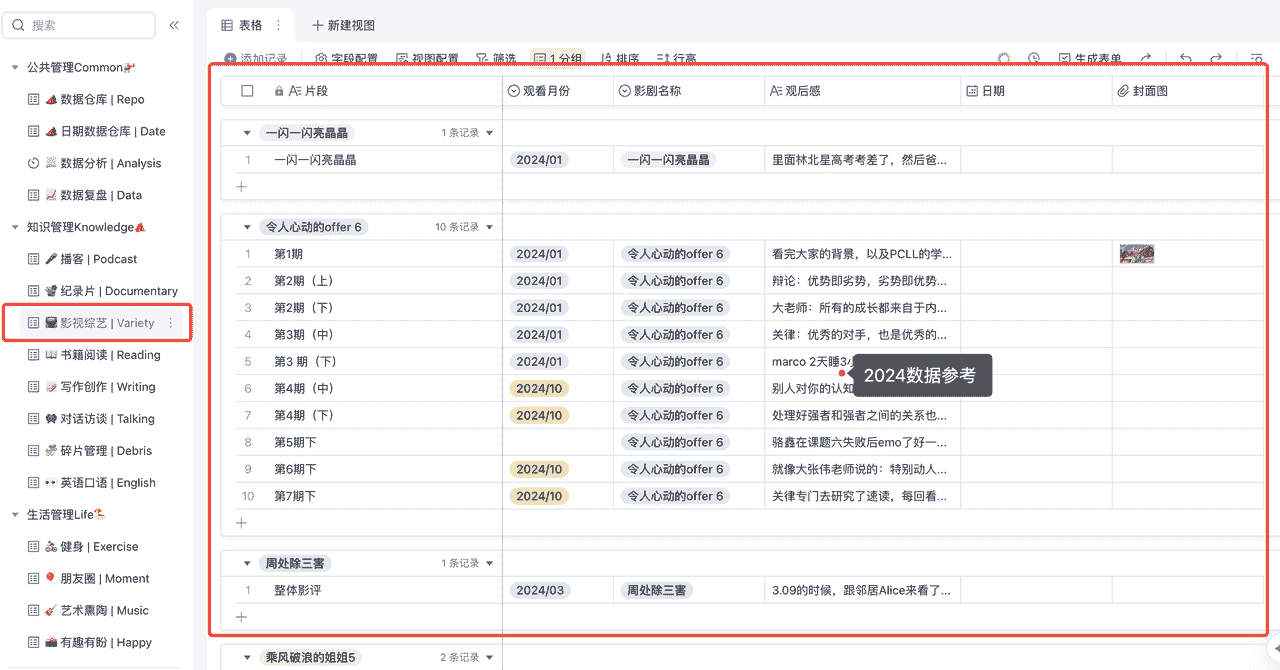 搜索
公共管理Common
数据仓库 | Repo
日期数据仓库 | Date
数据分析 | Analysis
数据复盘 | Data
知识管理Knowledge
播客 | Podcast
纪录片 | Documentary
影视综艺 | Variety
书籍阅读 | Reading
写作创作 | Writing
对话访谈 | Talking
碎片管理 | Debris
英语口语 | English
生活管理Life
健身 | Exercise
朋友圈 | Moment
艺术熏陶 | Music
有趣有盼 | Happy
表格 新建视图
添加记录 字段配置 视图配置 筛选 1 分组 排序 行高 生成表单
片段 观看月份 影剧名称 观后感 日期 封面图
一闪一闪亮晶晶 1 条记录
1 一闪一闪亮晶晶 2024/01 一闪一闪亮晶晶 里面林北星高考考差了，然后爸...
令人心动的offer 6 10 条记录
1 第1期 2024/01 令人心动的offer 6 看完大家的背景，以及PCLL的学...
2 第2期（上） 2024/01 令人心动的offer 6 辩论：优势即劣势，劣势即优势...
3 第2期（下） 2024/01 令人心动的offer 6 大老师：所有的成长都来自于内...
4 第3期（中） 2024/01 令人心动的offer 6 关律：优秀的对手，也是优秀的...
5 第3 期（下） 2024/01 令人心动的offer 6 marco 2天睡3
2024数据参考
6 第4期（中） 2024/10 令人心动的offer 6 别人对你的认知
7 第4期（下） 2024/10 令人心动的offer 6 处理好强者和强者之间的关系也...
8 第5期下 令人心动的offer 6 骆鑫在课题六失败后emo了好一...
9 第6期下 2024/10 令人心动的offer 6 就像大张伟老师说的：特别动人...
10 第7期下 2024/10 令人心动的offer 6 关律专门去研究了速读，每回看...
周处除三害 1 条记录
1 整体影评 2024/03 周处除三害 3.09的时候，跟邻居Alice来看了...
乘风破浪的姐姐5 2 条记录